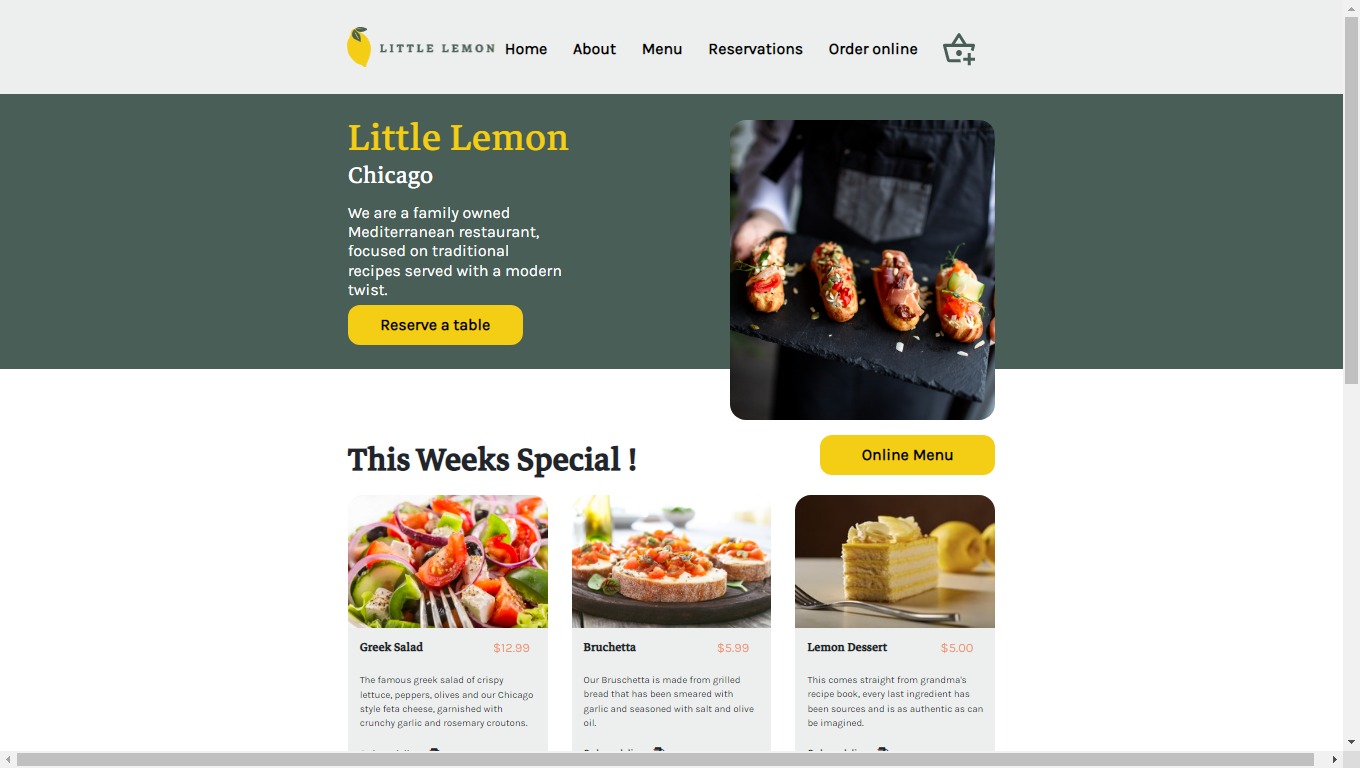 LITTLE LEMON Home About Menu Reservations Order online
Little Lemon
Chicago
We are a family owned
Mediterranean restaurant,
focused on traditional
recipes served with a modern
twist.
Reserve a table
This Weeks Special !
Online Menu
Greek Salad $12.99
The famous greek salad of crispy
lettuce, peppers, olives and our Chicago
style feta cheese, garnished with
crunchy garlic and rosemary croutons.
Bruchetta $5.99
Our Bruschetta is made from grilled
bread that has been smeared with
garlic and seasoned with salt and olive
oil.
Lemon Dessert $5.00
This comes straight from grandma's
recipe book, every last ingredient has
been sources and is as authentic as can
be imagined.